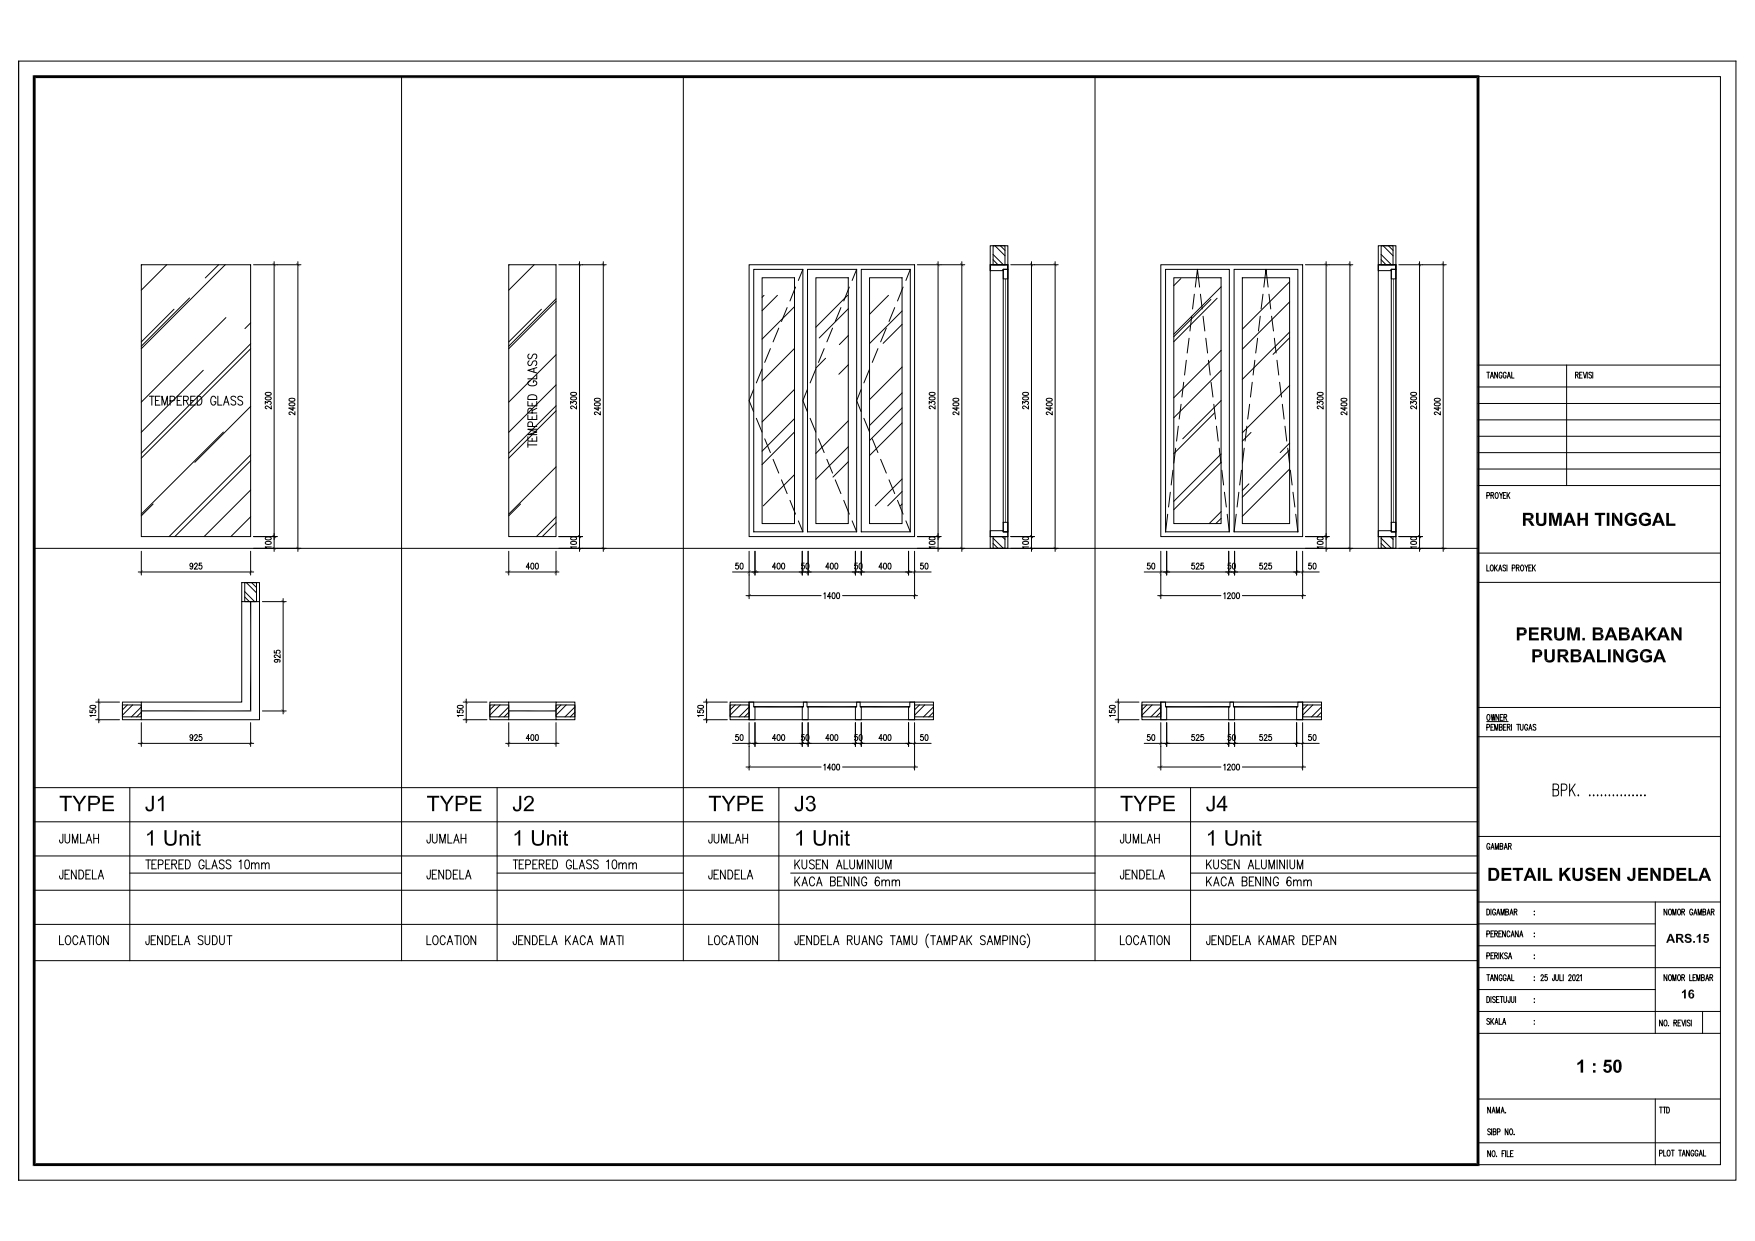 TEMPERED GLASS
2300
2400
100
925
925
150
925
TEMPERED GLASS
2300
2400
100
400
150
400
2300
2400
100
2300
2400
100
50 400 50 400 50 400 50
1400
150
50 400 50 400 50 400 50
1400
2300
2400
100
2300
2400
100
50 525 50 525 50
1200
150
50 525 50 525 50
1200
TYPE J1
JUMLAH 1 Unit
JENDELA TEPERED GLASS 10mm
LOCATION JENDELA SUDUT
TYPE J2
JUMLAH 1 Unit
JENDELA TEPERED GLASS 10mm
LOCATION JENDELA KACA MATI
TYPE J3
JUMLAH 1 Unit
JENDELA KUSEN ALUMINIUM
KACA BENING 6mm
LOCATION JENDELA RUANG TAMU (TAMPAK SAMPING)
TYPE J4
JUMLAH 1 Unit
JENDELA KUSEN ALUMINIUM
KACA BENING 6mm
LOCATION JENDELA KAMAR DEPAN
TANGGAL REVISI
PROYEK
RUMAH TINGGAL
LOKASI PROYEK
PERUM. BABAKAN
PURBALINGGA
OWNER
PEMBERI TUGAS
BPK. ...............
GAMBAR
DETAIL KUSEN JENDELA
DIGAMBAR :
NOMOR GAMBAR
PERENCANA :
ARS.15
PERIKSA :
TANGGAL : 25 JULI 2021
NOMOR LEMBAR
16
DISETUJUI :
SKALA :
NO. REVISI
1 : 50
NAMA.
TTD
SIBP NO.
NO. FILE
PLOT TANGGAL